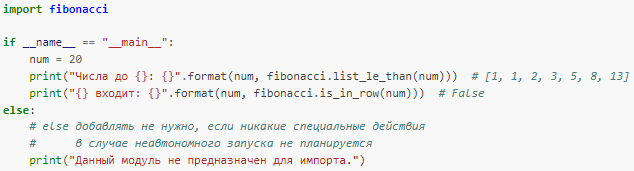 import fibonacci
if __name__ == "__main__":
    num = 20
    print("Числа до {}: {}".format(num, fibonacci.list_le_than(num)))  # [1, 1, 2, 3, 5, 8, 13]
    print("{} входит: {}".format(num, fibonacci.is_in_row(num)))  # False
else:
    # else добавлять не нужно, если никакие специальные действия
    #      в случае неавтономного запуска не планируется
    print("Данный модуль не предназначен для импорта.")